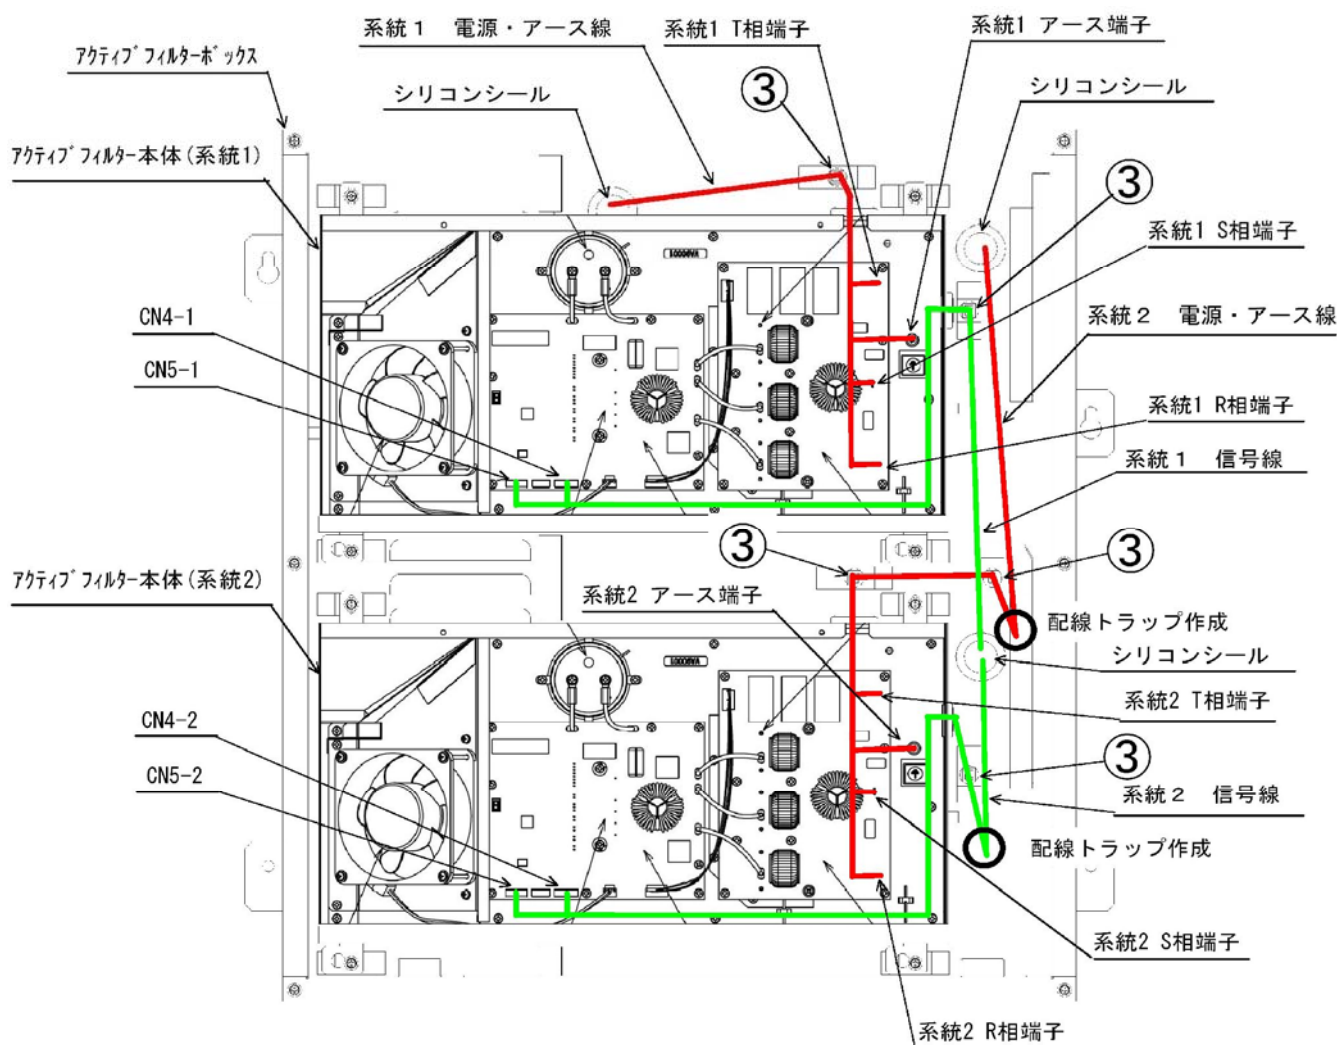 系統１　電源・アース線
系統1 T相端子
系統1 アース端子
ｱｸﾃｨﾌﾞﾌｨﾙﾀｰﾎﾞｯｸｽ
シリコンシール
③
シリコンシール
ｱｸﾃｨﾌﾞﾌｨﾙﾀｰ本体(系統1)
③
系統1 S相端子
VA90001
CN4-1
系統２　電源・アース線
CN5-1
系統1 R相端子
系統１　信号線
③
③
ｱｸﾃｨﾌﾞﾌｨﾙﾀｰ本体(系統2)
系統2 アース端子
配線トラップ作成
シリコンシール
VA90001
系統2 T相端子
CN4-2
③
CN5-2
系統２　信号線
配線トラップ作成
系統2 S相端子
系統2 R相端子